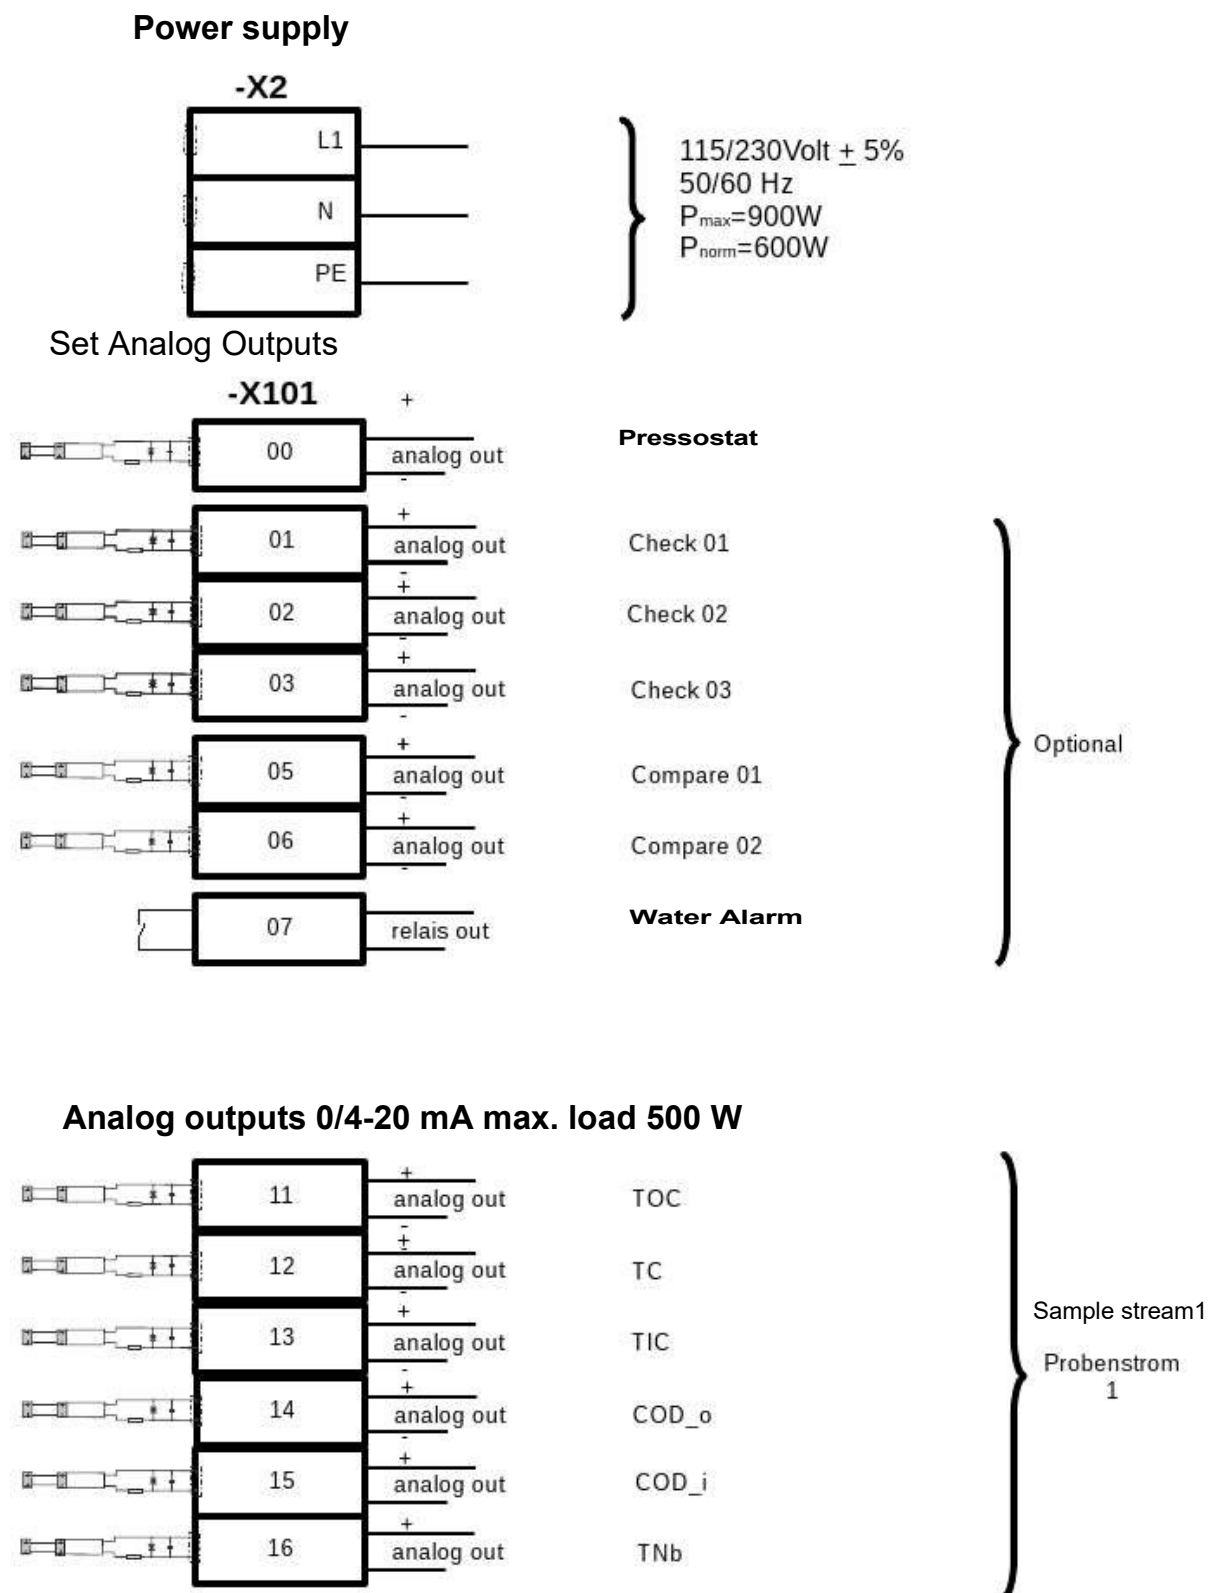 Power supply
-X2
L1
N
PE
115/230Volt ± 5%
50/60 Hz
Pmax=900W
Pnorm=600W
Set Analog Outputs
-X101
+
00
analog out
-
Pressostat
+
01
analog out
-
Check 01
+
02
analog out
-
Check 02
+
03
analog out
-
Check 03
+
05
analog out
-
Compare 01
+
06
analog out
-
Compare 02
07
relais out
Water Alarm
Optional
Analog outputs 0/4-20 mA max. load 500 W
+
11
analog out
-
TOC
+
12
analog out
-
TC
+
13
analog out
-
TIC
+
14
analog out
-
COD_o
+
15
analog out
COD_i
+
16
analog out
TNb
Sample stream1
Probenstrom
1